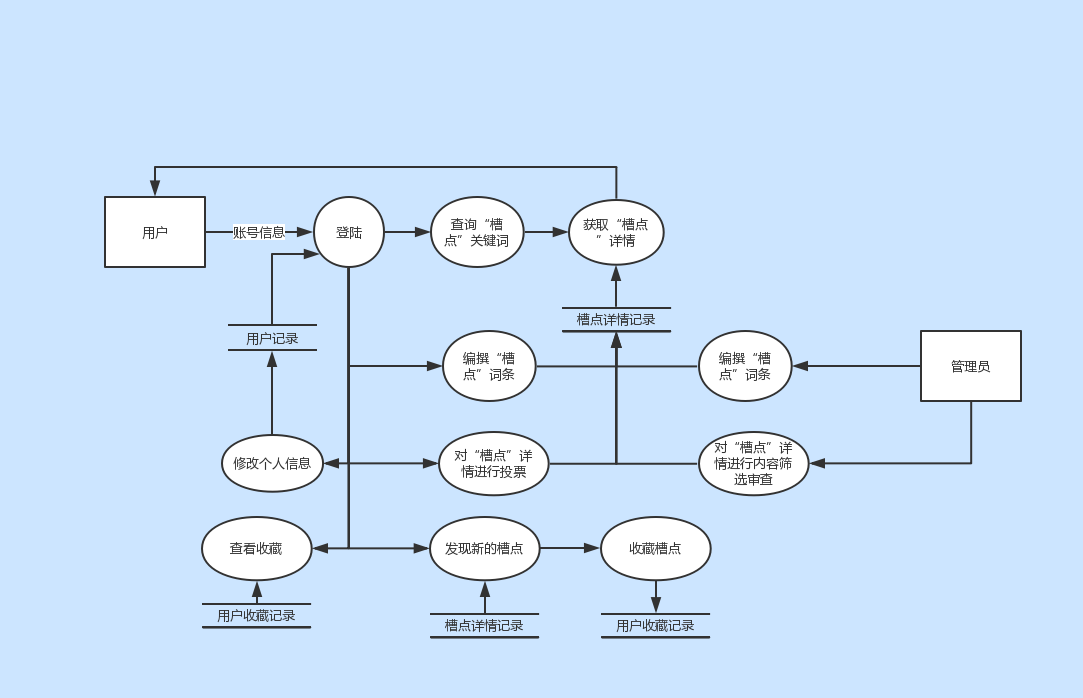 用户
账号信息
登陆
查询“槽
点”关键词
获取“槽点
”详情
槽点详情记录
用户记录
编撰“槽
点”词条
编撰“槽
点”词条
管理员
修改个人信息
对“槽点”详
情进行投票
对“槽点”详
情进行内容筛
选审查
查看收藏
发现新的槽点
收藏槽点
用户收藏记录
槽点详情记录
用户收藏记录